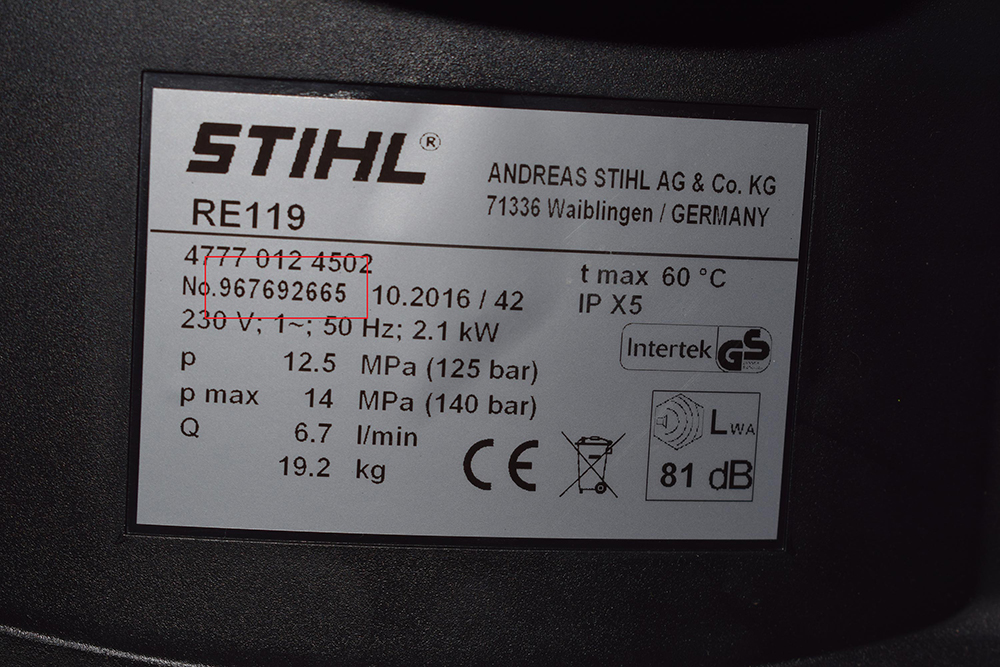 STIHL®
RE119
ANDREAS STIHL AG & Co. KG
71336 Waiblingen / GERMANY
4777 012 4502
No.967692665 10.2016 / 42
230 V; 1~; 50 Hz; 2.1 kW
p 12.5 MPa (125 bar)
p max 14 MPa (140 bar)
Q 6.7 l/min
19.2 kg
t max 60 °C
IP X5
Intertek GS
CE
LWA
81 dB